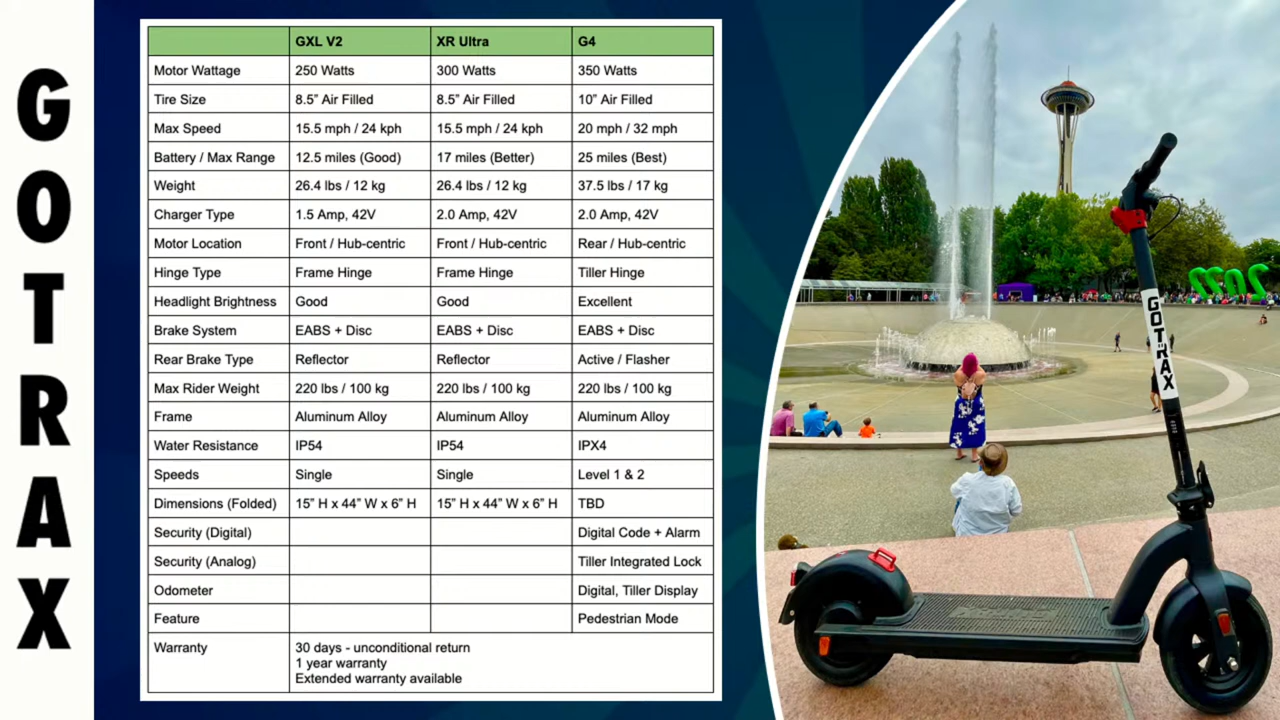 GOTRAX
GXL V2 XR Ultra G4
Motor Wattage 250 Watts 300 Watts 350 Watts
Tire Size 8.5” Air Filled 8.5” Air Filled 10” Air Filled
Max Speed 15.5 mph / 24 kph 15.5 mph / 24 kph 20 mph / 32 mph
Battery / Max Range 12.5 miles (Good) 17 miles (Better) 25 miles (Best)
Weight 26.4 lbs / 12 kg 26.4 lbs / 12 kg 37.5 lbs / 17 kg
Charger Type 1.5 Amp, 42V 2.0 Amp, 42V 2.0 Amp, 42V
Motor Location Front / Hub-centric Front / Hub-centric Rear / Hub-centric
Hinge Type Frame Hinge Frame Hinge Tiller Hinge
Headlight Brightness Good Good Excellent
Brake System EABS + Disc EABS + Disc EABS + Disc
Rear Brake Type Reflector Reflector Active / Flasher
Max Rider Weight 220 lbs / 100 kg 220 lbs / 100 kg 220 lbs / 100 kg
Frame Aluminum Alloy Aluminum Alloy Aluminum Alloy
Water Resistance IP54 IP54 IPX4
Speeds Single Single Level 1 & 2
Dimensions (Folded) 15” H x 44” W x 6” H 15” H x 44” W x 6” H TBD
Security (Digital) Digital Code + Alarm
Security (Analog) Tiller Integrated Lock
Odometer Digital, Tiller Display
Feature Pedestrian Mode
Warranty 30 days - unconditional return
1 year warranty
Extended warranty available
2022
GOTRAX